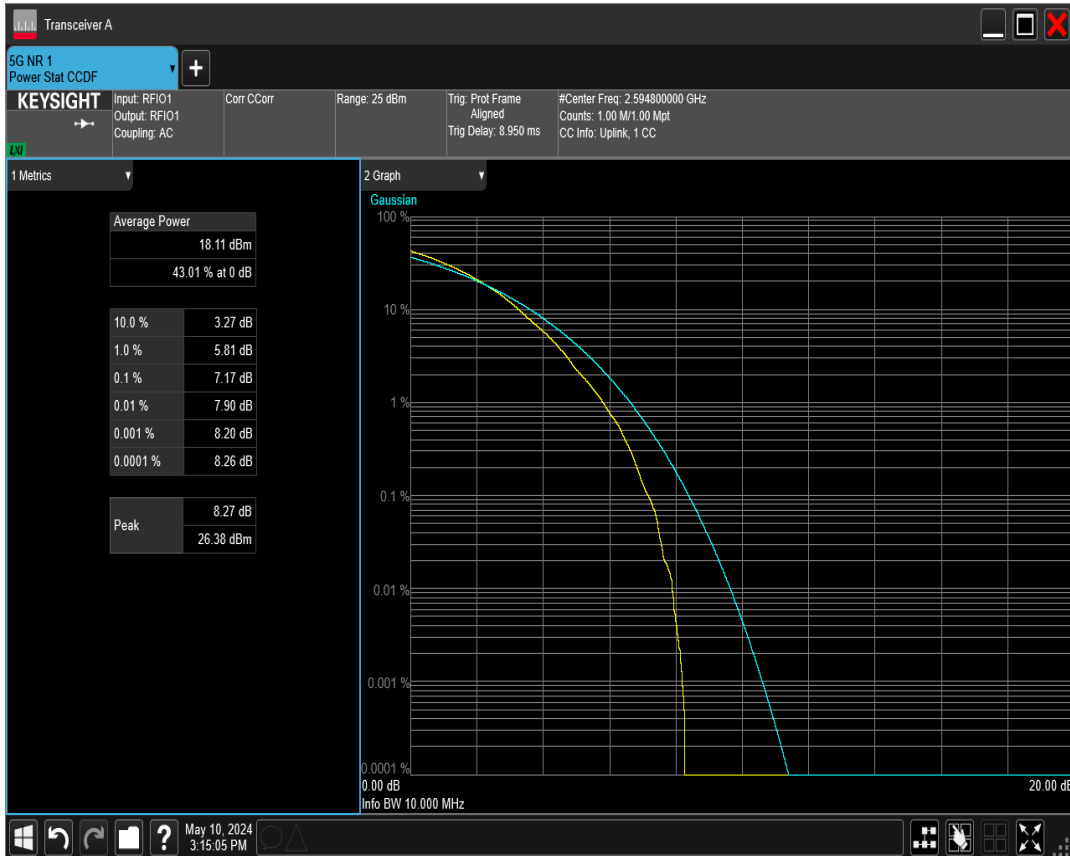 Transceiver A
5G NR 1
Power Stat CCDF
KEYSIGHT
LXI
Input: RFIO1
Output: RFIO1
Coupling: AC
Corr CCorr
Range: 25 dBm
Trig: Prot Frame
Aligned
Trig Delay: 8.950 ms
#Center Freq: 2.594800000 GHz
Counts: 1.00 M/1.00 Mpt
CC Info: Uplink, 1 CC
1 Metrics
Average Power
18.11 dBm
43.01 % at 0 dB
10.0 % 3.27 dB
1.0 % 5.81 dB
0.1 % 7.17 dB
0.01 % 7.90 dB
0.001 % 8.20 dB
0.0001 % 8.26 dB
Peak 8.27 dB
26.38 dBm
2 Graph
Gaussian
100 %
10 %
1 %
0.1 %
0.01 %
0.001 %
0.0001 %
0.00 dB 20.00 dB
Info BW 10.000 MHz
? May 10, 2024
3:15:05 PM